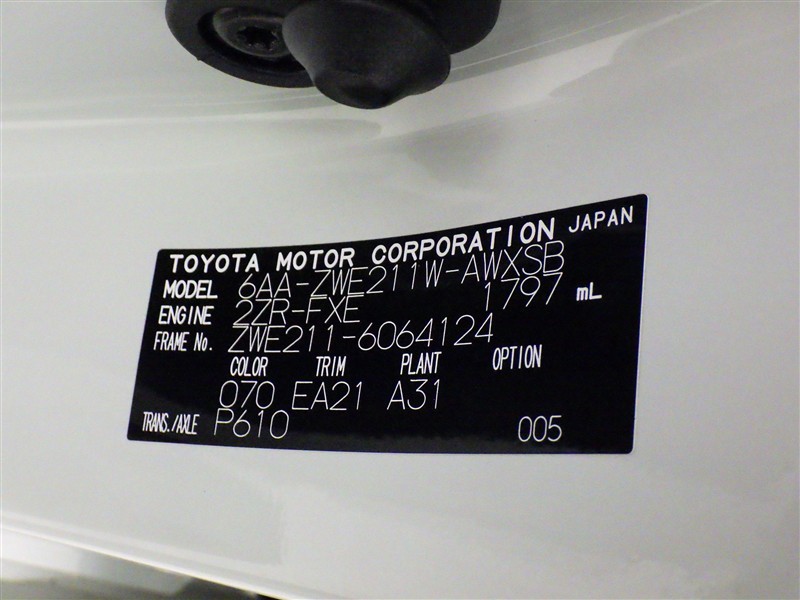 TOYOTA MOTOR CORPORATION JAPAN
MODEL 6AA-ZWE211W-AWXSB
ENGINE 2ZR-FXE 1797 mL
FRAME No. ZWE211-6064124
COLOR TRIM PLANT OPTION
070 EA21 A31
TRANS./AXLE P610 005